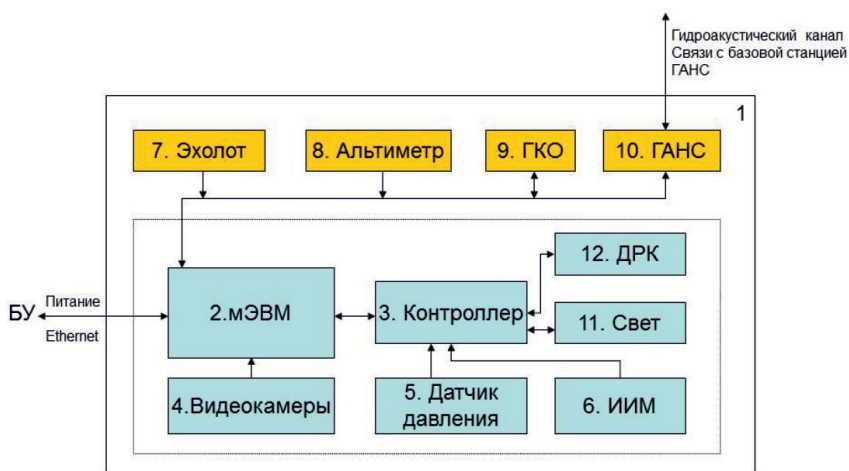 Гидроакустический канал
Связи с базовой станцией
ГАНС
1
7. Эхолот
8. Альтиметр
9. ГКО
10. ГАНС
12. ДРК
2.мЭВМ
3. Контроллер
11. Свет
БУ
Питание
Ethernet
4.Видеокамеры
5. Датчик
давления
6. ИИМ